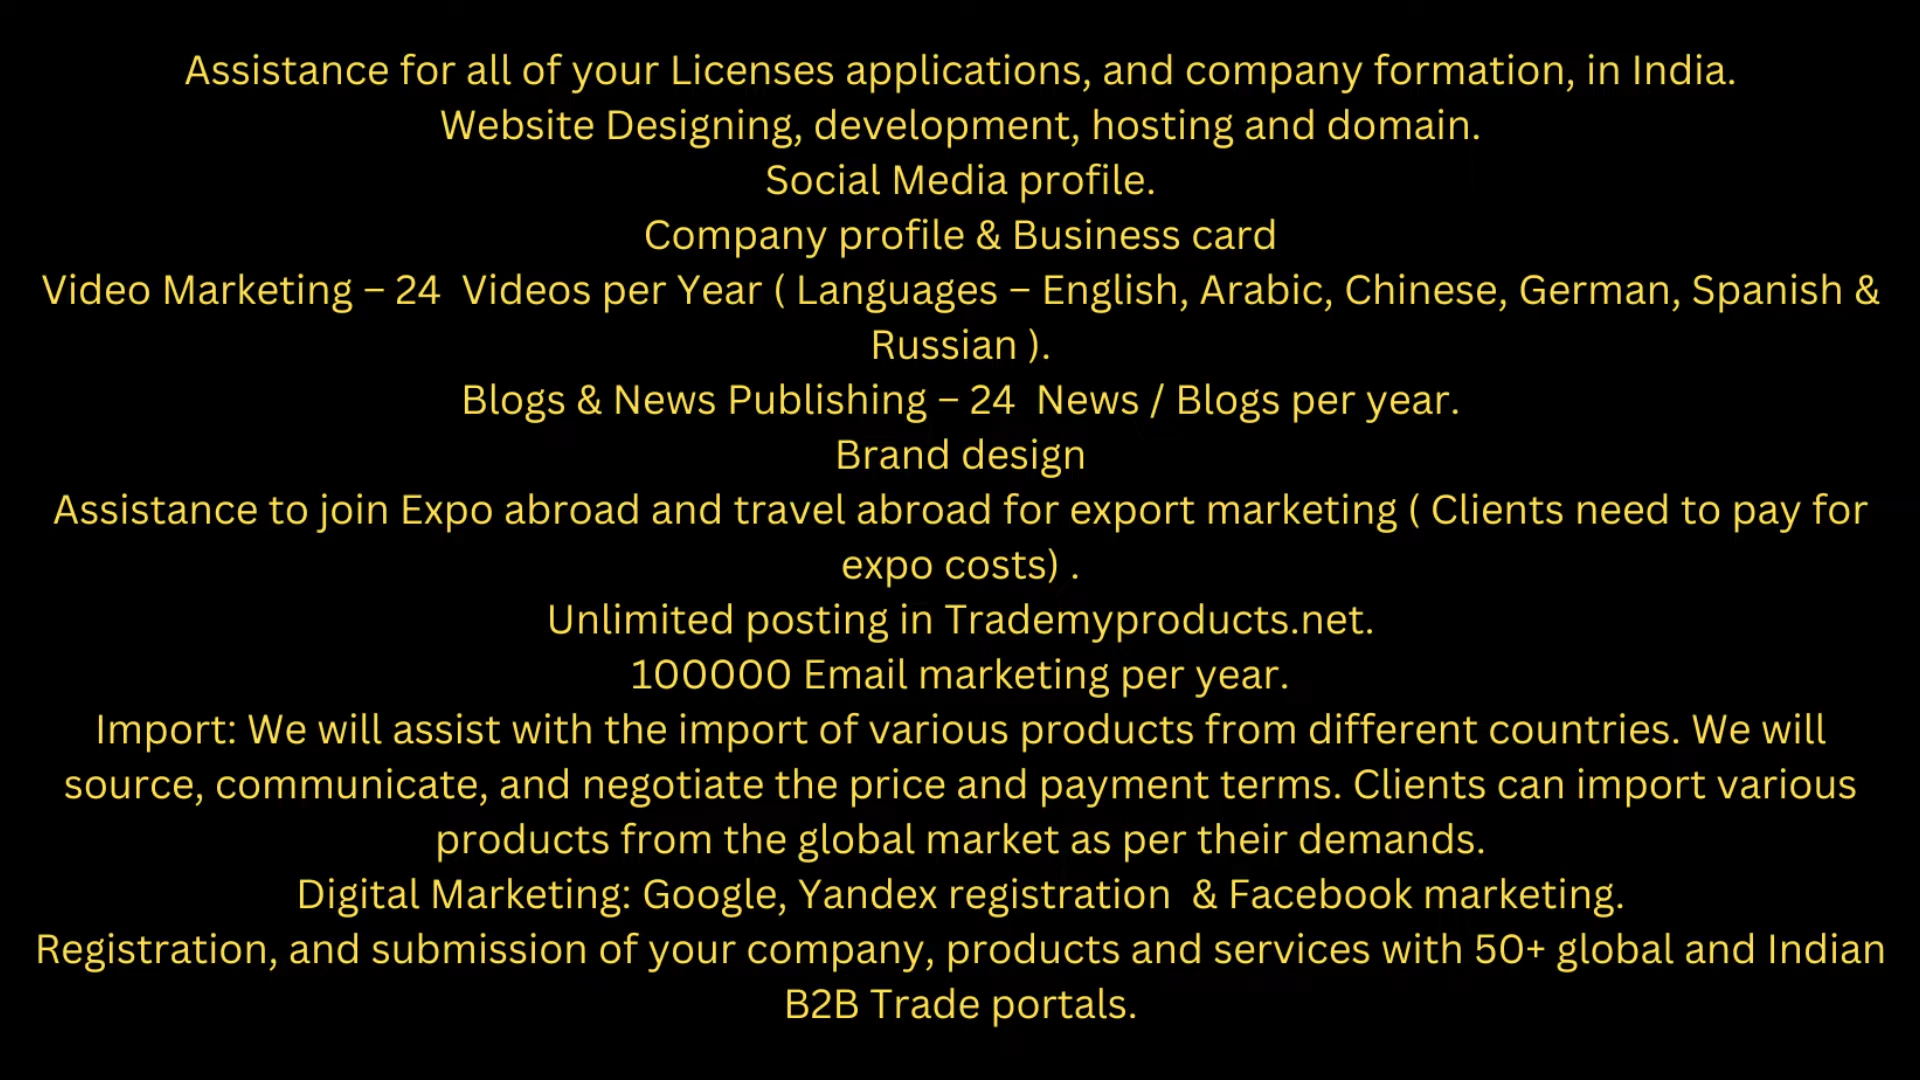 Assistance for all of your Licenses applications, and company formation, in India.
Website Designing, development, hosting and domain.
Social Media profile.
Company profile & Business card
Video Marketing – 24  Videos per Year ( Languages – English, Arabic, Chinese, German, Spanish &
Russian ).
Blogs & News Publishing – 24  News / Blogs per year.
Brand design
Assistance to join Expo abroad and travel abroad for export marketing ( Clients need to pay for
expo costs) .
Unlimited posting in Trademyproducts.net.
100000 Email marketing per year.
Import: We will assist with the import of various products from different countries. We will
source, communicate, and negotiate the price and payment terms. Clients can import various
products from the global market as per their demands.
Digital Marketing: Google, Yandex registration  & Facebook marketing.
Registration, and submission of your company, products and services with 50+ global and Indian
B2B Trade portals.